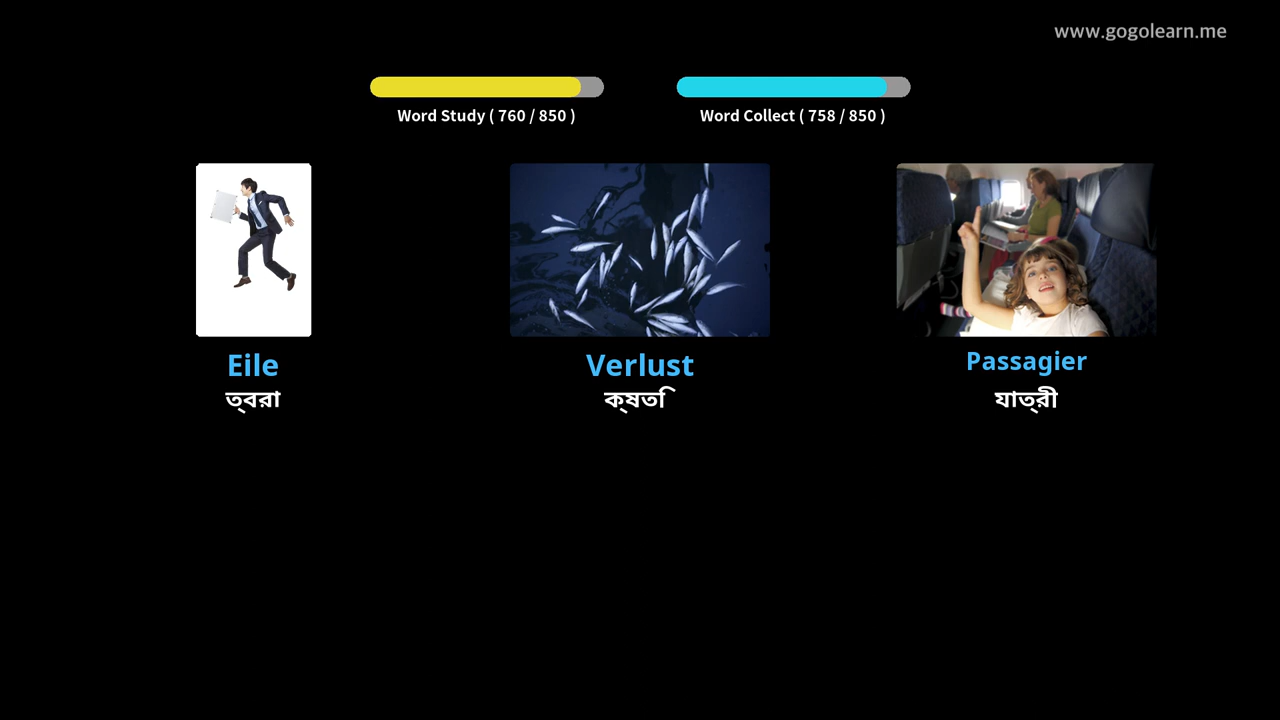 www.gogolearn.me
Word Study ( 760 / 850 )
Word Collect ( 758 / 850 )
Eile
Verlust
Passagier
ত্বরা
ক্ষতি
যাত্রী